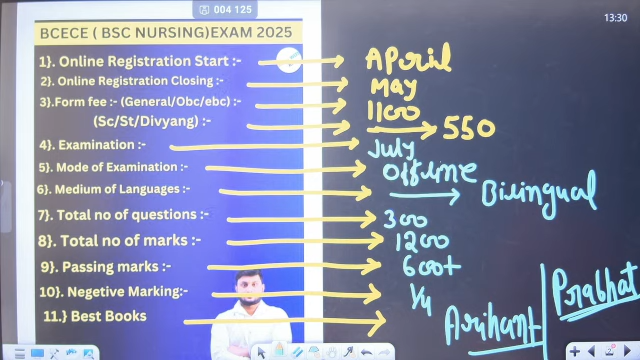 004 125
13:30
BCECE ( BSC NURSING)EXAM 2025
1}. Online Registration Start :- April
2}. Online Registration Closing :- May
3}.Form fee :- (General/Obc/ebc) :- 1100
(Sc/St/Divyang) :- 550
4}. Examination :- July
5}. Mode of Examination :- Offline
6}. Medium of Languages :- Bilingual
7}. Total no of questions :- 300
8}. Total no of marks :- 1200
9}. Passing marks :- 600+
10}. Negetive Marking:- 1/4
11.} Best Books Arihant | Prabhat